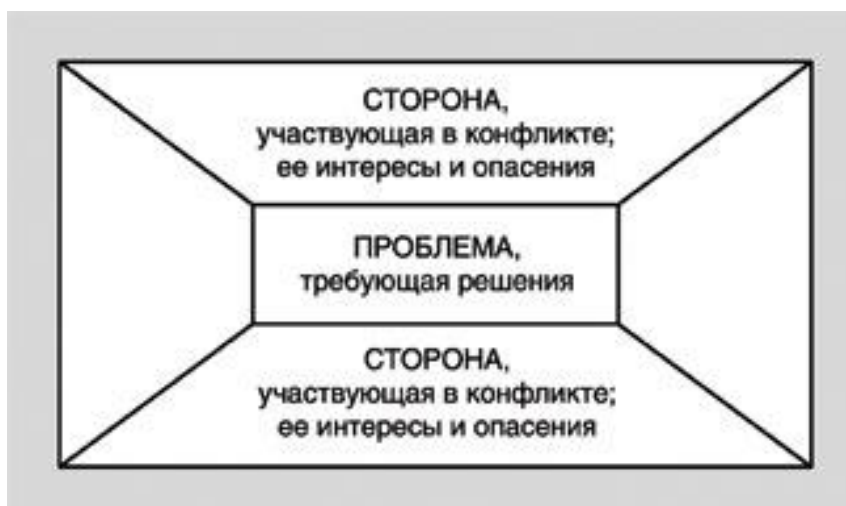 СТОРОНА,
участвующая в конфликте;
ее интересы и опасения
ПРОБЛЕМА,
требующая решения
СТОРОНА,
участвующая в конфликте;
ее интересы и опасения